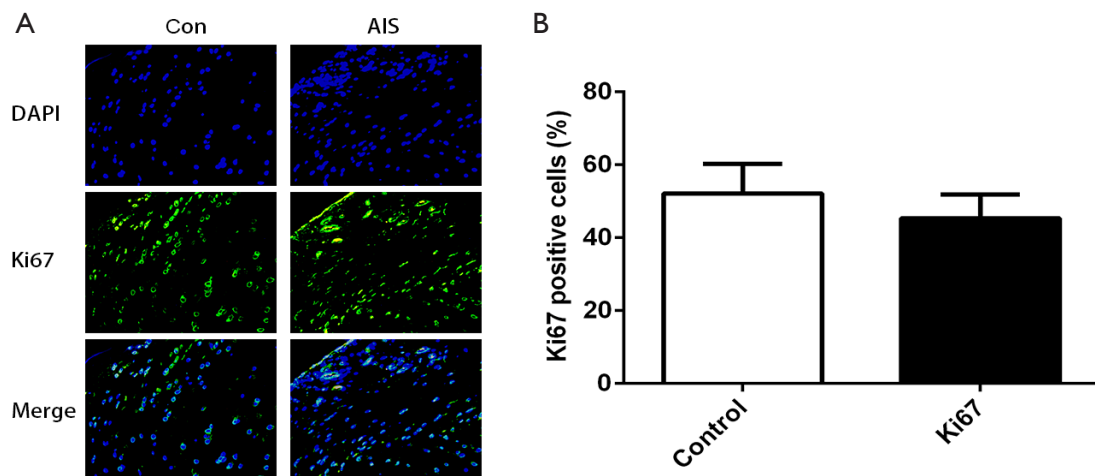 A
Con
AIS
DAPI
Ki67
Merge
B
Ki67 positive cells (%)
80
60
40
20
0
Control
Ki67